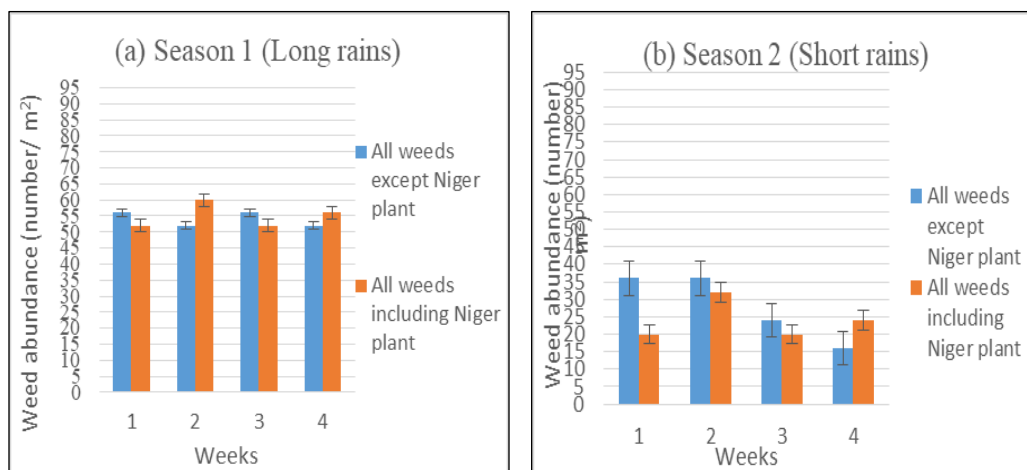 (a) Season 1 (Long rains)
Weed abundance (number/ m²)
95
90
85
80
75
70
65
60
55
50
45
40
35
30
25
20
15
10
5
0
1 2 3 4
Weeks
All weeds
except Niger
plant
All weeds
including Niger
plant
(b) Season 2 (Short rains)
Weed abundance (number)
95
90
85
80
75
70
65
60
55
50
45
40
35
30
25
20
15
10
5
0
1 2 3 4
Weeks
All weeds
except
Niger plant
All weeds
including
Niger plant